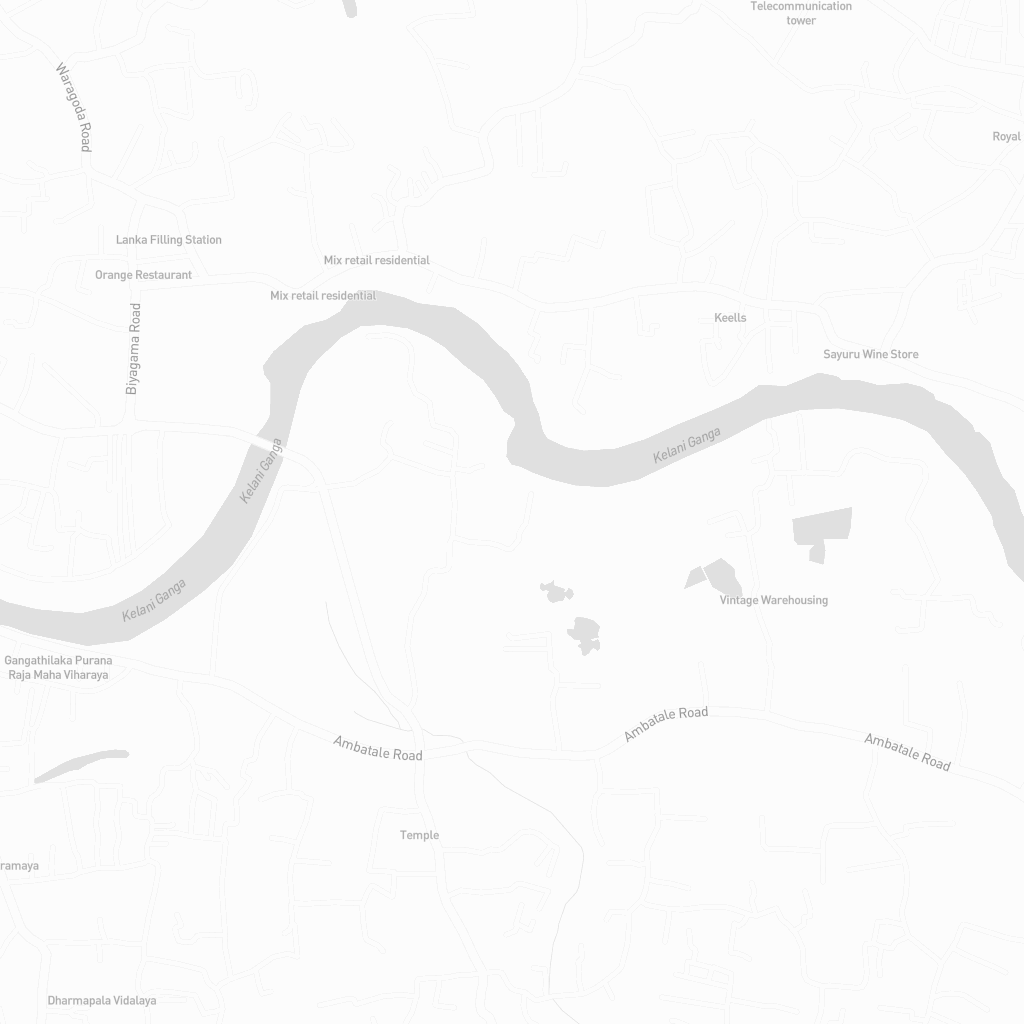 Telecommunication
tower
Waragoda Road
Royal
Lanka Filling Station
Mix retail residential
Orange Restaurant
Mix retail residential
Keells
Biyagama Road
Sayuru Wine Store
Kelani Ganga
Kelani Ganga
Kelani Ganga
Vintage Warehousing
Gangathilaka Purana
Raja Maha Viharaya
Ambatale Road
Ambatale Road
Ambatale Road
Temple
ramaya
Dharmapala Vidalaya